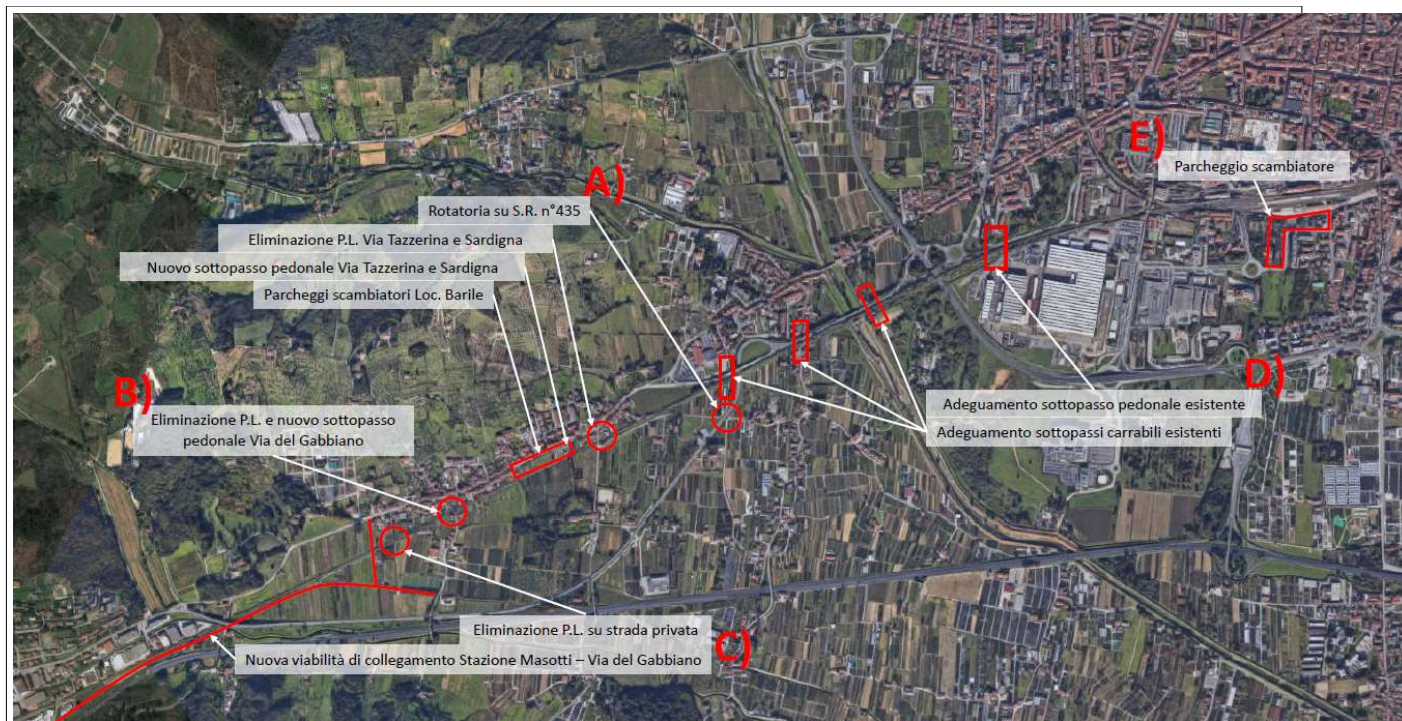 E)
Parcheggio scambiatore
A)
Rotatoria su S.R. n°435
Eliminazione P.L. Via Tazzerina e Sardigna
Nuovo sottopasso pedonale Via Tazzerina e Sardigna
Parcheggi scambiatori Loc. Barile
B)
Eliminazione P.L. e nuovo sottopasso
pedonale Via del Gabbiano
D)
Adeguamento sottopasso pedonale esistente
Adeguamento sottopassi carrabili esistenti
C)
Eliminazione P.L. su strada privata
Nuova viabilità di collegamento Stazione Masotti – Via del Gabbiano